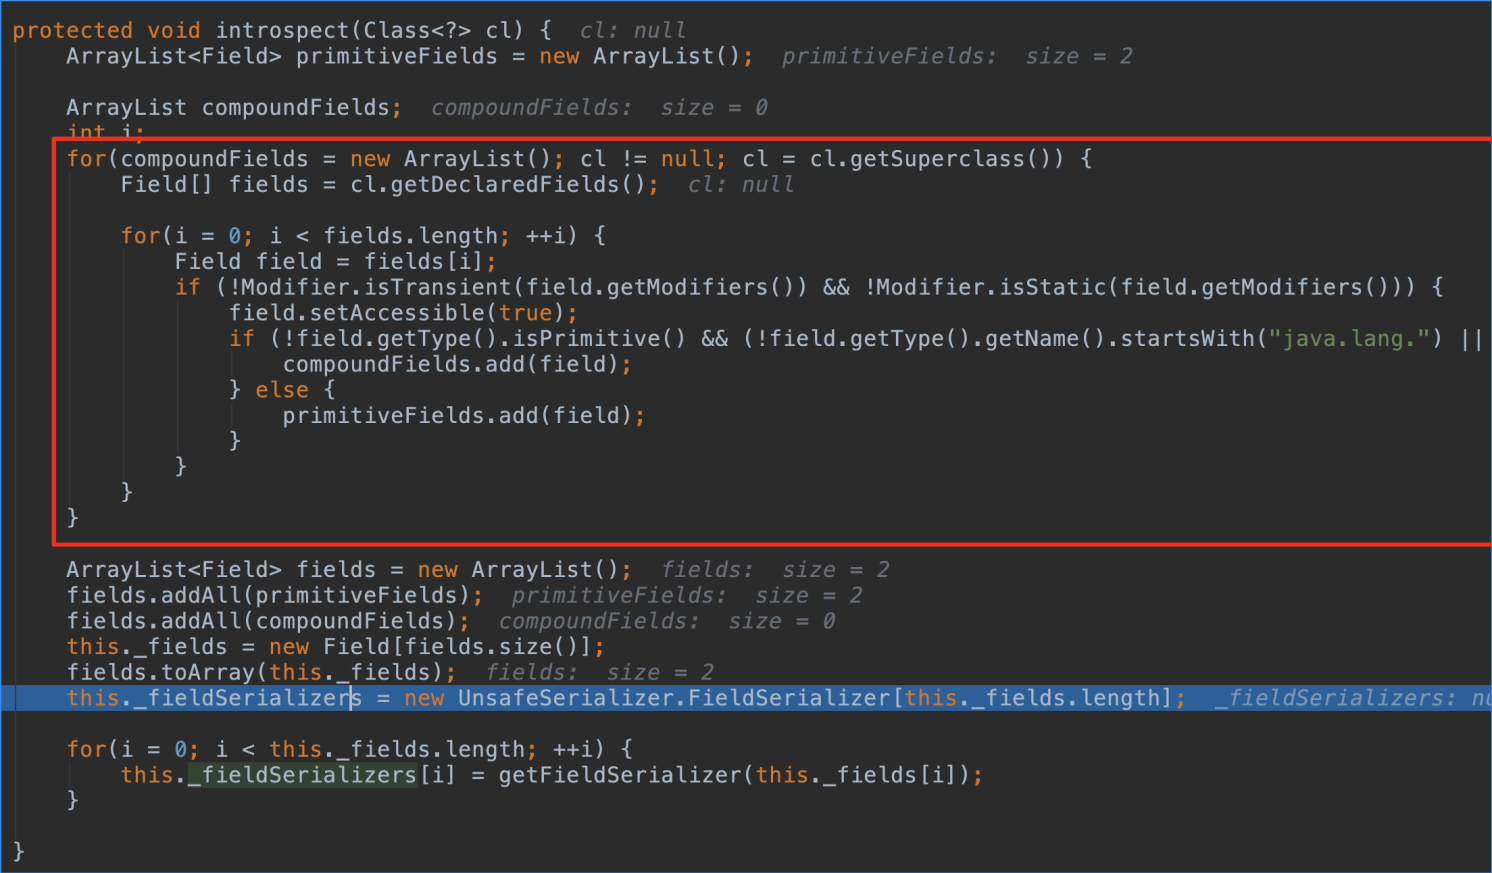 protected void introspect(Class<?> cl) {  cl: null
ArrayList<Field> primitiveFields = new ArrayList();  primitiveFields:  size = 2
ArrayList compoundFields;  compoundFields:  size = 0
int i;
for(compoundFields = new ArrayList(); cl != null; cl = cl.getSuperclass()) {
Field[] fields = cl.getDeclaredFields();  cl: null
for(i = 0; i < fields.length; ++i) {
Field field = fields[i];
if (!Modifier.isTransient(field.getModifiers()) && !Modifier.isStatic(field.getModifiers())) {
field.setAccessible(true);
if (!field.getType().isPrimitive() && (!field.getType().getName().startsWith("java.lang.") ||
compoundFields.add(field);
} else {
primitiveFields.add(field);
}
}
}
}
ArrayList<Field> fields = new ArrayList();  fields:  size = 2
fields.addAll(primitiveFields);  primitiveFields:  size = 2
fields.addAll(compoundFields);  compoundFields:  size = 0
this._fields = new Field[fields.size()];
fields.toArray(this._fields);  fields:  size = 2
this._fieldSerializers = new UnsafeSerializer.FieldSerializer[this._fields.length];  _fieldSerializers:
for(i = 0; i < this._fields.length; ++i) {
this._fieldSerializers[i] = getFieldSerializer(this._fields[i]);
}
}